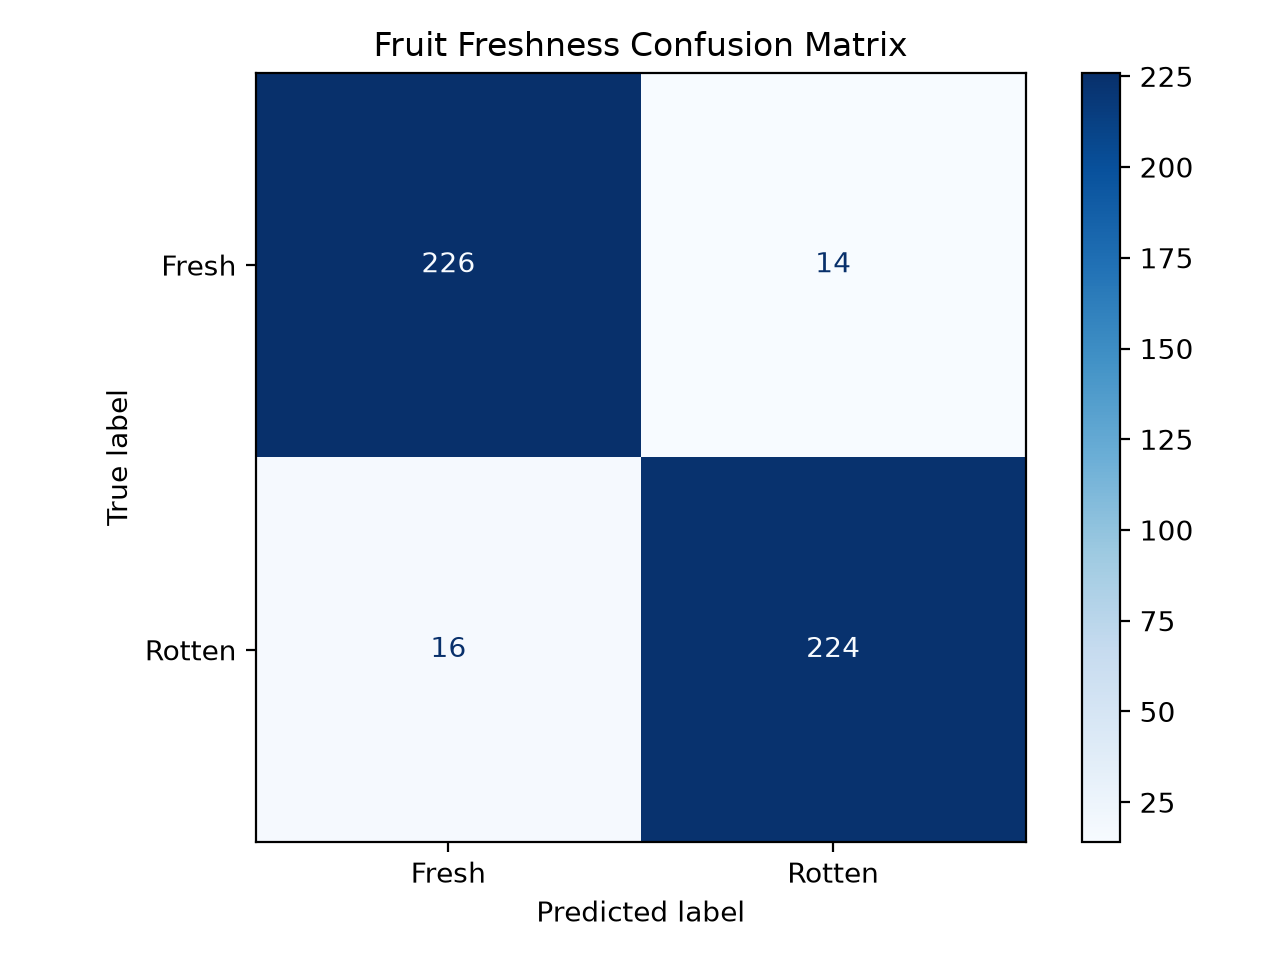 Fruit Freshness Confusion Matrix
225
200
175
150
125
100
75
50
25
True label
Fresh
226
14
Rotten
16
224
Fresh
Rotten
Predicted label